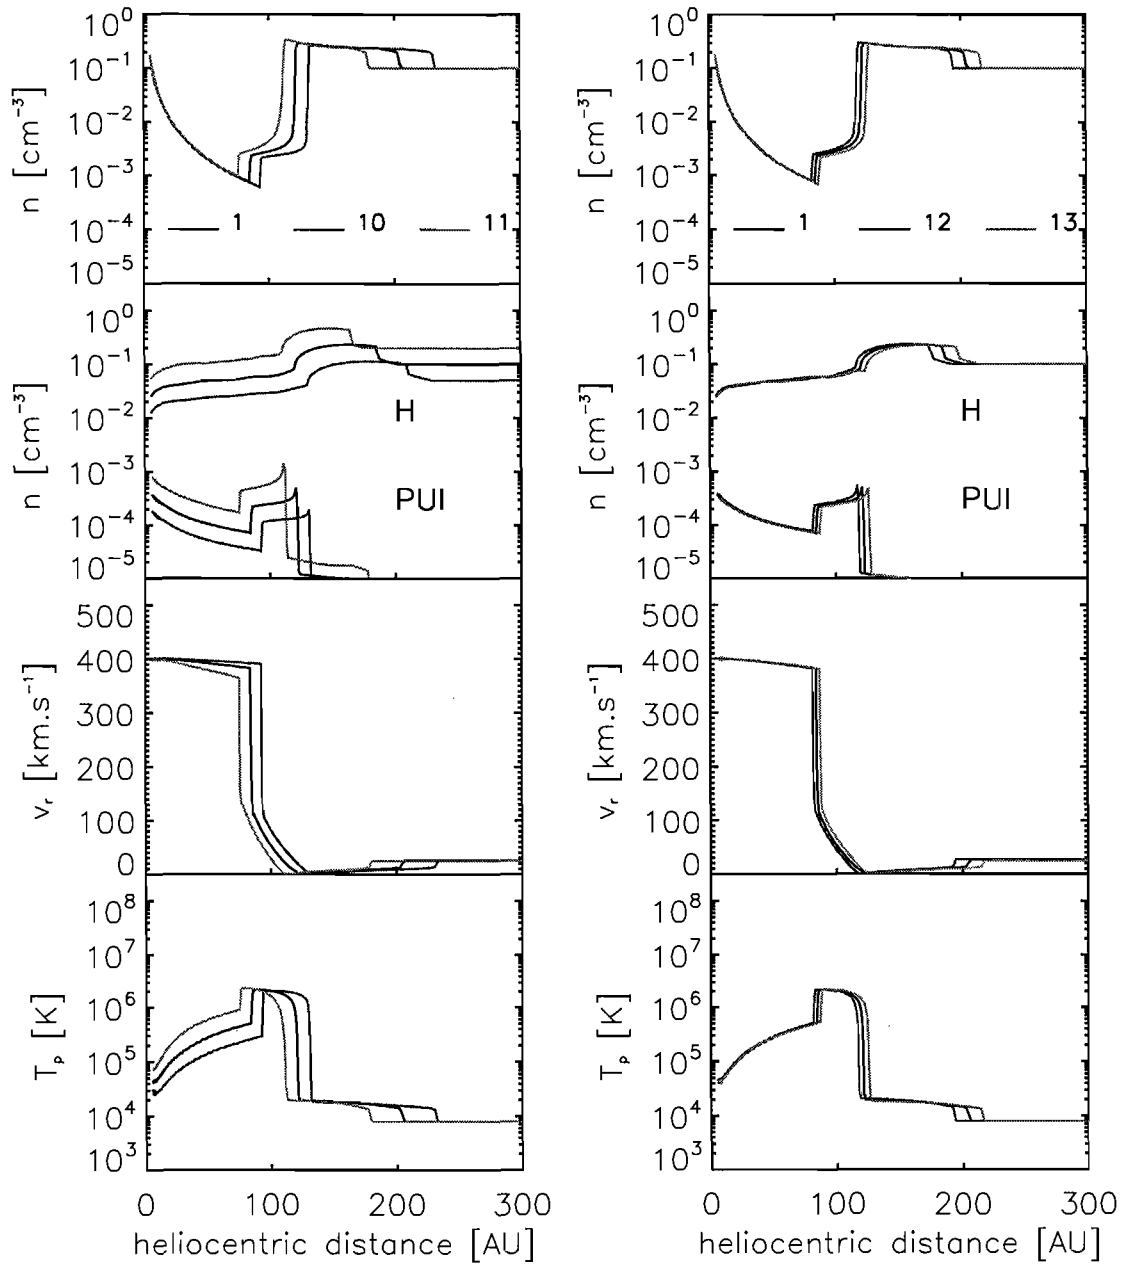 n [cm⁻³]
10⁰
10⁻¹
10⁻²
10⁻³
10⁻⁴
10⁻⁵
1 10 11
n [cm⁻³]
10⁰
10⁻¹
10⁻²
10⁻³
10⁻⁴
10⁻⁵
H
PUI
vᵣ [km.s⁻¹]
500
400
300
200
100
0
Tₚ [K]
10⁸
10⁷
10⁶
10⁵
10⁴
10³
0 100 200 300
heliocentric distance [AU]
n [cm⁻³]
10⁰
10⁻¹
10⁻²
10⁻³
10⁻⁴
10⁻⁵
1 12 13
n [cm⁻³]
10⁰
10⁻¹
10⁻²
10⁻³
10⁻⁴
10⁻⁵
H
PUI
vᵣ [km.s⁻¹]
500
400
300
200
100
0
Tₚ [K]
10⁸
10⁷
10⁶
10⁵
10⁴
10³
0 100 200 300
heliocentric distance [AU]